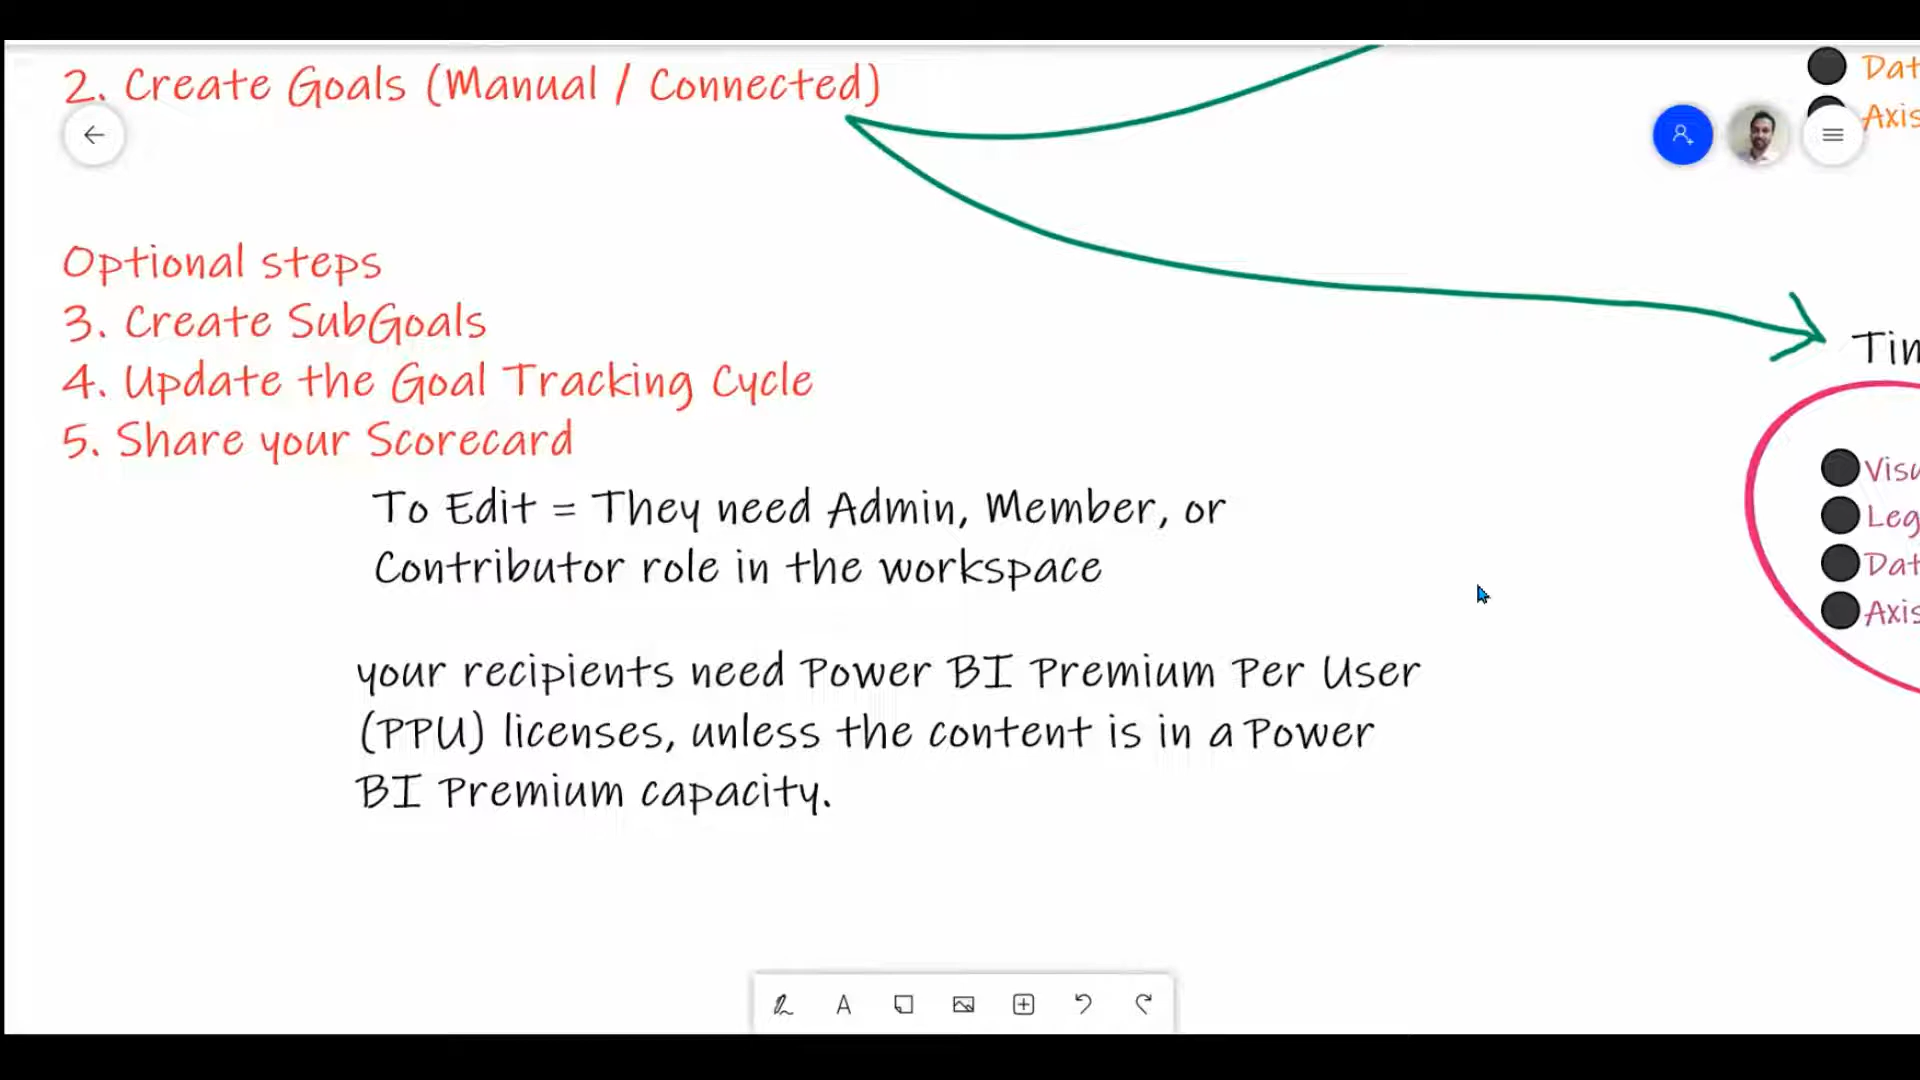 2. Create Goals (Manual / Connected)
Optional steps
3. Create SubGoals
4. Update the Goal Tracking Cycle
5. Share your Scorecard
To Edit = They need Admin, Member, or
Contributor role in the workspace
your recipients need Power BI Premium Per User
(PPU) licenses, unless the content is in a Power
BI Premium capacity.